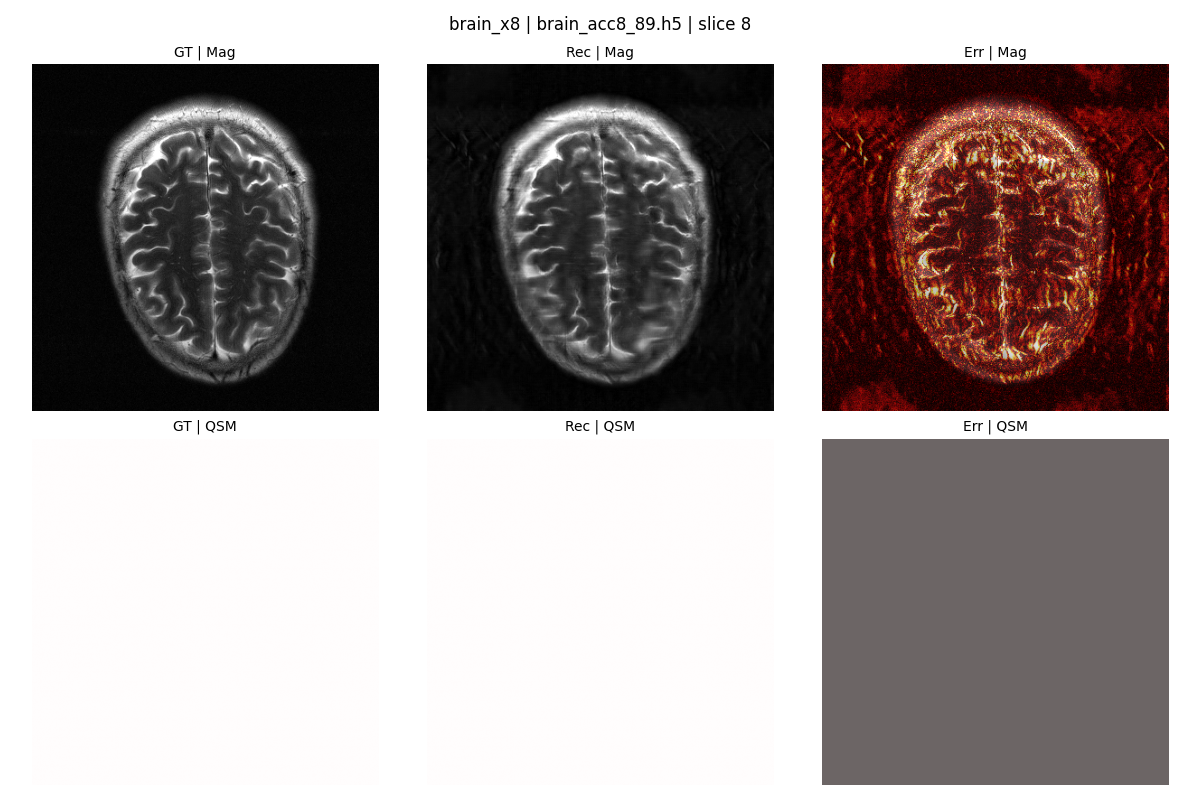 brain_x8 | brain_acc8_89.h5 | slice 8
GT | Mag
Rec | Mag
Err | Mag
GT | QSM
Rec | QSM
Err | QSM